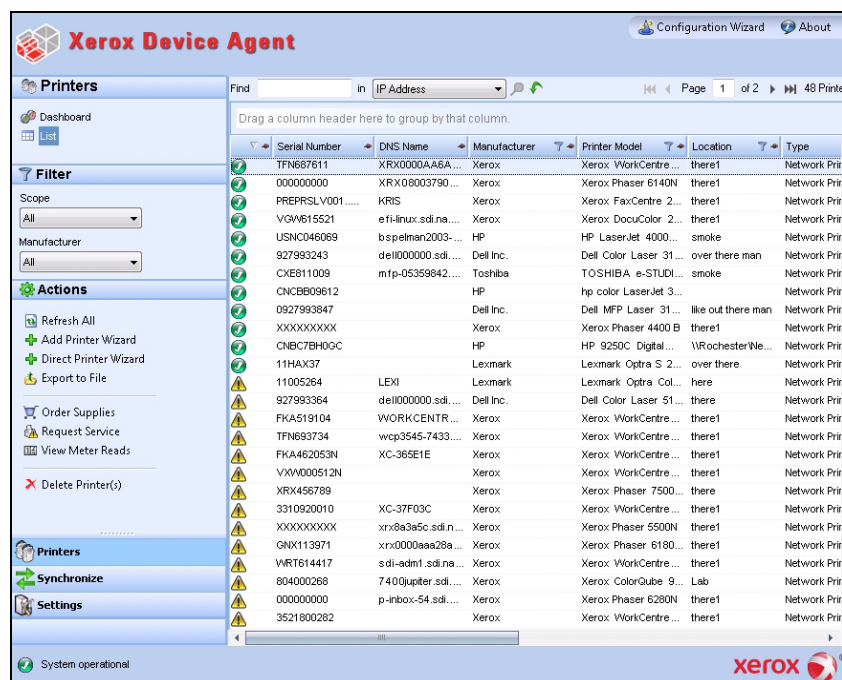 Xerox Device Agent
Configuration Wizard About
Printers
Dashboard
List
Filter
Scope
All
Manufacturer
All
Actions
Refresh All
Add Printer Wizard
Direct Printer Wizard
Export to File
Order Supplies
Request Service
View Meter Reads
Delete Printer(s)
Printers
Synchronize
Settings
Find in IP Address Page 1 of 2 48 Printe
Drag a column header here to group by that column.
Serial Number DNS Name Manufacturer Printer Model Location Type
TFN687611 XRX0000AA6A... Xerox Xerox WorkCentre... there1 Network Prin
000000000 XRX08003790... Xerox Xerox Phaser 6140N there1 Network Prin
PREPRSLV001..... KRIS Xerox Xerox FaxCentre 2... there1 Network Prin
VGW615521 efi-linux.sdi.na.... Xerox Xerox DocuColor 2... there1 Network Prin
USNC046069 bspelman2003-... HP HP LaserJet 4000... smoke Network Prin
927993243 dell000000.sdi.... Dell Inc. Dell Color Laser 31... over there man Network Prin
CXE811009 mfp-05359842.... Toshiba TOSHIBA e-STUDI... smoke Network Prin
CNCBB09612 HP hp color LaserJet 3... Network Prin
0927993847 Dell Inc. Dell MFP Laser 31... like out there man Network Prin
XXXXXXXXX Xerox Xerox Phaser 4400 B there1 Network Prin
CNBC7BH0GC HP HP 9250C Digital... \\Rochester\Ne... Network Prin
11HAX37 Lexmark Lexmark Optra S 2... over there Network Prin
11005264 LEXI Lexmark Lexmark Optra Col... here Network Prin
927993364 dell000000.sdi.... Dell Inc. Dell Color Laser 51... there Network Prin
FKA519104 WORKCENTR... Xerox Xerox WorkCentre... there1 Network Prin
TFN693734 wcp3545-7433.... Xerox Xerox WorkCentre... there1 Network Prin
FKA462053N XC-365E1E Xerox Xerox WorkCentre... there1 Network Prin
VXW000512N Xerox Xerox WorkCentre... there1 Network Prin
XRX456789 Xerox Xerox Phaser 7500... there Network Prin
3310920010 XC-37F03C Xerox Xerox WorkCentre... there1 Network Prin
XXXXXXXXX xrx8a3a5c.sdi.n... Xerox Xerox Phaser 5500N there1 Network Prin
GNX113971 xrx0000aaa28a... Xerox Xerox Phaser 6180... there1 Network Prin
WRT614417 sdi-adm1.sdi.na... Xerox Xerox WorkCentre... there1 Network Prin
804000268 7400jupiter.sdi.... Xerox Xerox ColorQube 9... Lab Network Prin
000000000 p-inbox-54.sdi.... Xerox Xerox Phaser 6280N there1 Network Prin
3521800282 Xerox Xerox WorkCentre... there1 Network Prin
System operational
xerox